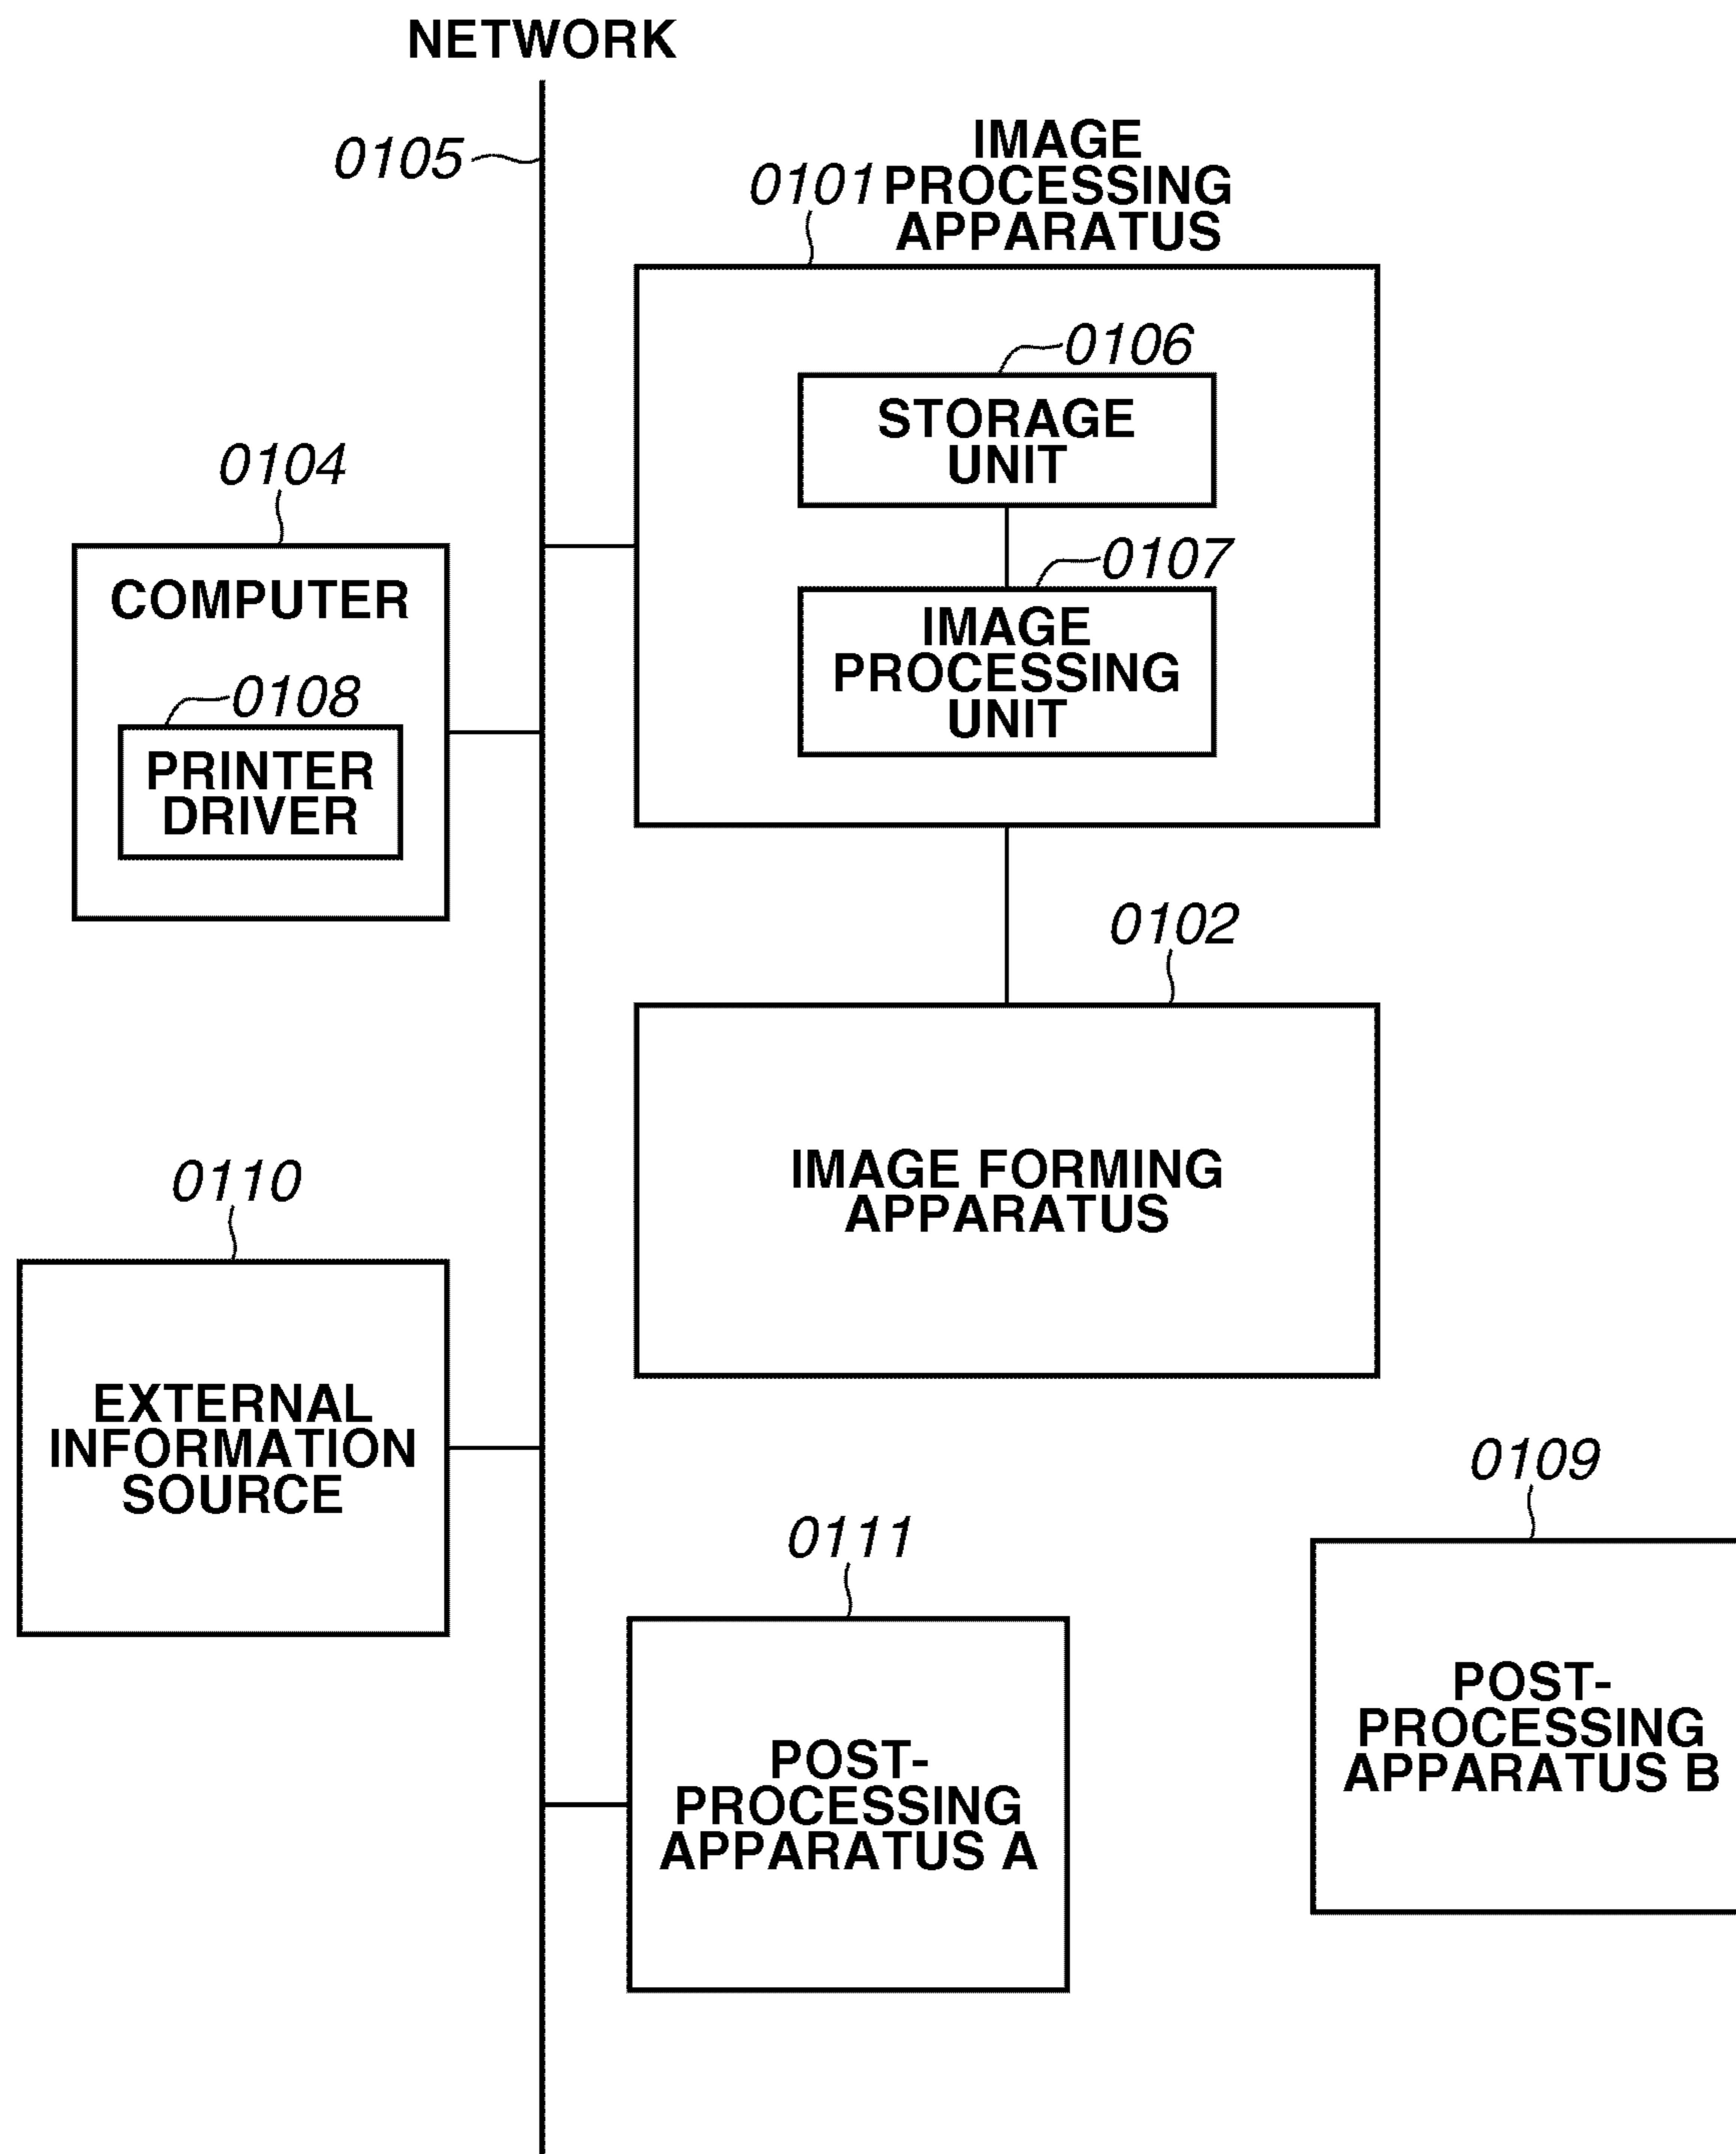 NETWORK
0105
IMAGE
0101 PROCESSING
APPARATUS
0106
STORAGE
UNIT
0104
0107
COMPUTER
IMAGE
PROCESSING
UNIT
0108
PRINTER
DRIVER
0102
IMAGE FORMING
APPARATUS
0110
EXTERNAL
INFORMATION
SOURCE
0109
POST-
PROCESSING
APPARATUS B
0111
POST-
PROCESSING
APPARATUS A